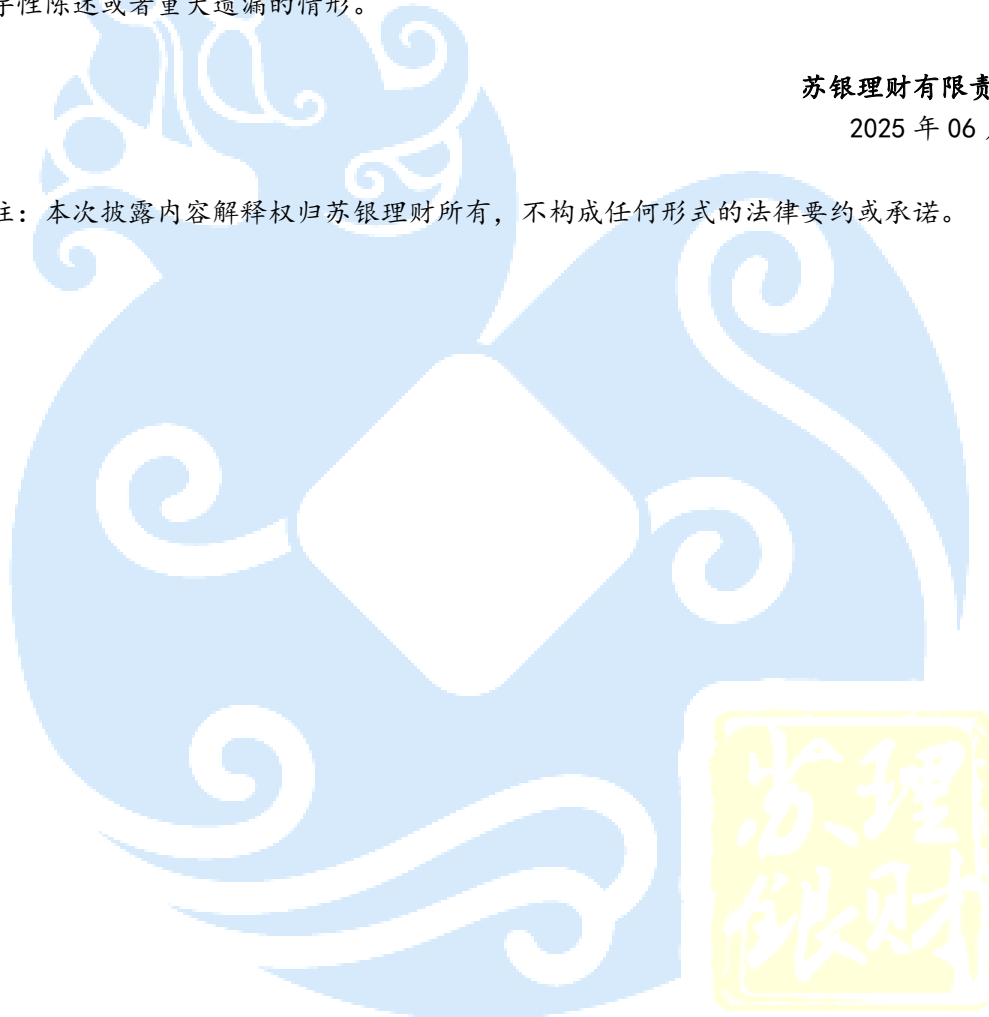 性陈述或者重大遗漏的情形。
苏银理财有限责
2025 年 06
注：本次披露内容解释权归苏银理财所有，不构成任何形式的法律要约或承诺。
苏理
银财